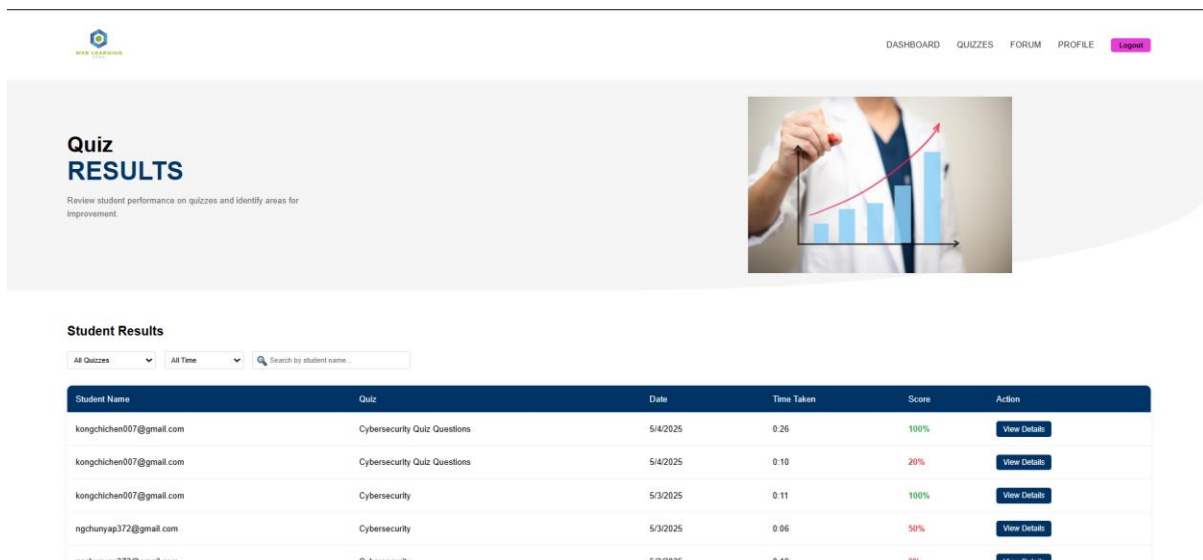 WEB LEARNING
DASHBOARD QUIZZES FORUM PROFILE Logout
Quiz
RESULTS
Review student performance on quizzes and identify areas for
improvement.
Student Results
All Quizzes All Time Search by student name...
Student Name Quiz Date Time Taken Score Action
kongchichen007@gmail.com Cybersecurity Quiz Questions 5/4/2025 0:26 100% View Details
kongchichen007@gmail.com Cybersecurity Quiz Questions 5/4/2025 0:10 20% View Details
kongchichen007@gmail.com Cybersecurity 5/3/2025 0:11 100% View Details
ngchunyap372@gmail.com Cybersecurity 5/3/2025 0:06 50% View Details